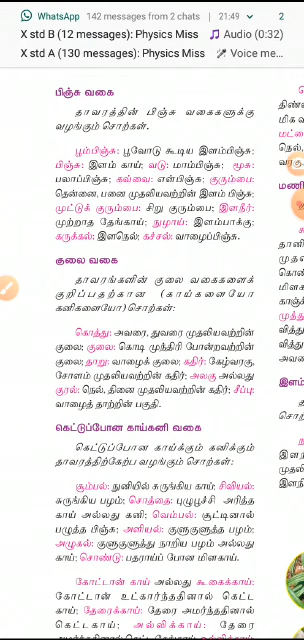 WhatsApp 142 messages from 2 chats | 21:49 2
X std B (12 messages): Physics Miss Audio (0:32)
X std A (130 messages): Physics Miss Voice me...
பிஞ்சு வகை
தாவரத்தின் பிஞ்சு வகைகளுக்கு
வழங்கும் சொற்கள்.
பூம்பிஞ்சு: பூவோடு கூடிய இளம்பிஞ்சு;
பிஞ்சு: இளம் காய்; வடு: மாம்பிஞ்சு; மூசு:
பலாப்பிஞ்சு; கவ்வை: எள்பிஞ்சு; குரும்பை:
தென்னை, பனை முதலியவற்றின் இளம் பிஞ்சு;
முட்டுக் குரும்பை: சிறு குரும்பை; இளநீர்:
முற்றாத தேங்காய்; நுழாய்: இளம்பாக்கு;
கருக்கல்: இளநெல்; கச்சல்: வாழைப்பிஞ்சு.
குலை வகை
தாவரங்களின் குலை வகைகளைக்
குறிப்பதற்கான (காய்களையோ
கனிகளையோ) சொற்கள்:
கொத்து: அவரை, துவரை முதலியவற்றின்
குலை; குலை: கொடி முந்திரி போன்றவற்றின்
குலை; தாறு: வாழைக் குலை; கதிர்: கேழ்வரகு,
சோளம் முதலியவற்றின் கதிர்; அலகு அல்லது
குரல்: நெல், தினை முதலியவற்றின் கதிர்; சீப்பு:
வாழைத் தாற்றின் பகுதி.
கெட்டுப்போன காய்கனி வகை
கெட்டுப்போன காய்க்கும் கனிக்கும்
தாவரத்திற்கேற்ப வழங்கும் சொற்கள்:
சூம்பல்: நுனியில் சுருங்கிய காய்; சிவியல்:
சுருங்கிய பழம்; சொத்தை: புழுபூச்சி அரித்த
காய் அல்லது கனி; வெம்பல்: சூட்டினால்
பழுத்த பிஞ்சு; அளியல்: குளுகுளுத்த பழம்;
அழுகல்: குளுகுளுத்து நாறிய பழம் அல்லது
காய்; சொண்டு: பதராய்ப் போன மிளகாய்.
கோட்டான் காய் அல்லது கூகைக்காய்:
கோட்டான் உட்கார்ந்ததினால் கெட்ட
காய்; தேரைக்காய்: தேரை அமர்ந்ததினால்
கெட்டகாய்; அல்லிக்காய்: தேரை